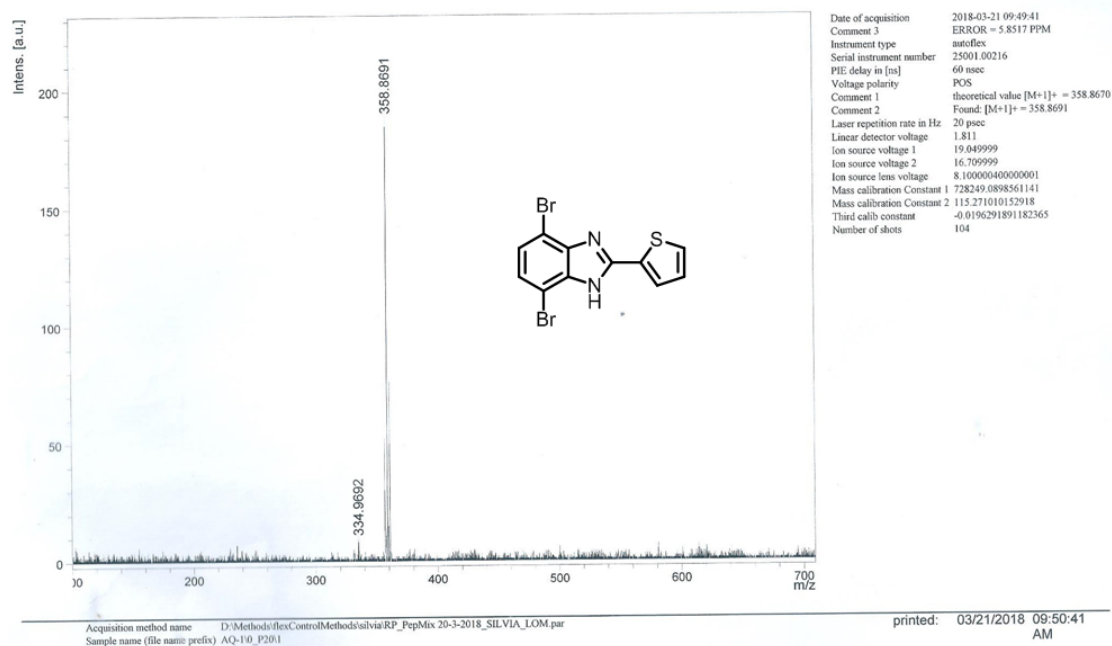 Intens. [a.u.]
200
150
100
50
0
358.8691
334.9692
Br
N
S
N
H
Br
00
200
300
400
500
600
700
m/z
Date of acquisition 2018-03-21 09:49:41
Comment 3 ERROR = 5.8517 PPM
Instrument type autoflex
Serial instrument number 25001.00216
PIE delay in [ns] 60 nsec
Voltage polarity POS
Comment 1 theoretical value [M+1]+ = 358.8670
Comment 2 Found: [M+1]+ = 358.8691
Laser repetition rate in Hz 20 psec
Linear detector voltage 1.811
Ion source voltage 1 19.049999
Ion source voltage 2 16.709999
Ion source lens voltage 8.100000400000001
Mass calibration Constant 1 728249.0898561141
Mass calibration Constant 2 115.271010152918
Third calib constant -0.0196291891182365
Number of shots 104
Acquisition method name D:\Methods\flexControlMethods\silvia\RP_PepMix 20-3-2018_SILVIA_LOM.par
Sample name (file name prefix) AQ-1\0_P20\1
printed: 03/21/2018 09:50:41
AM